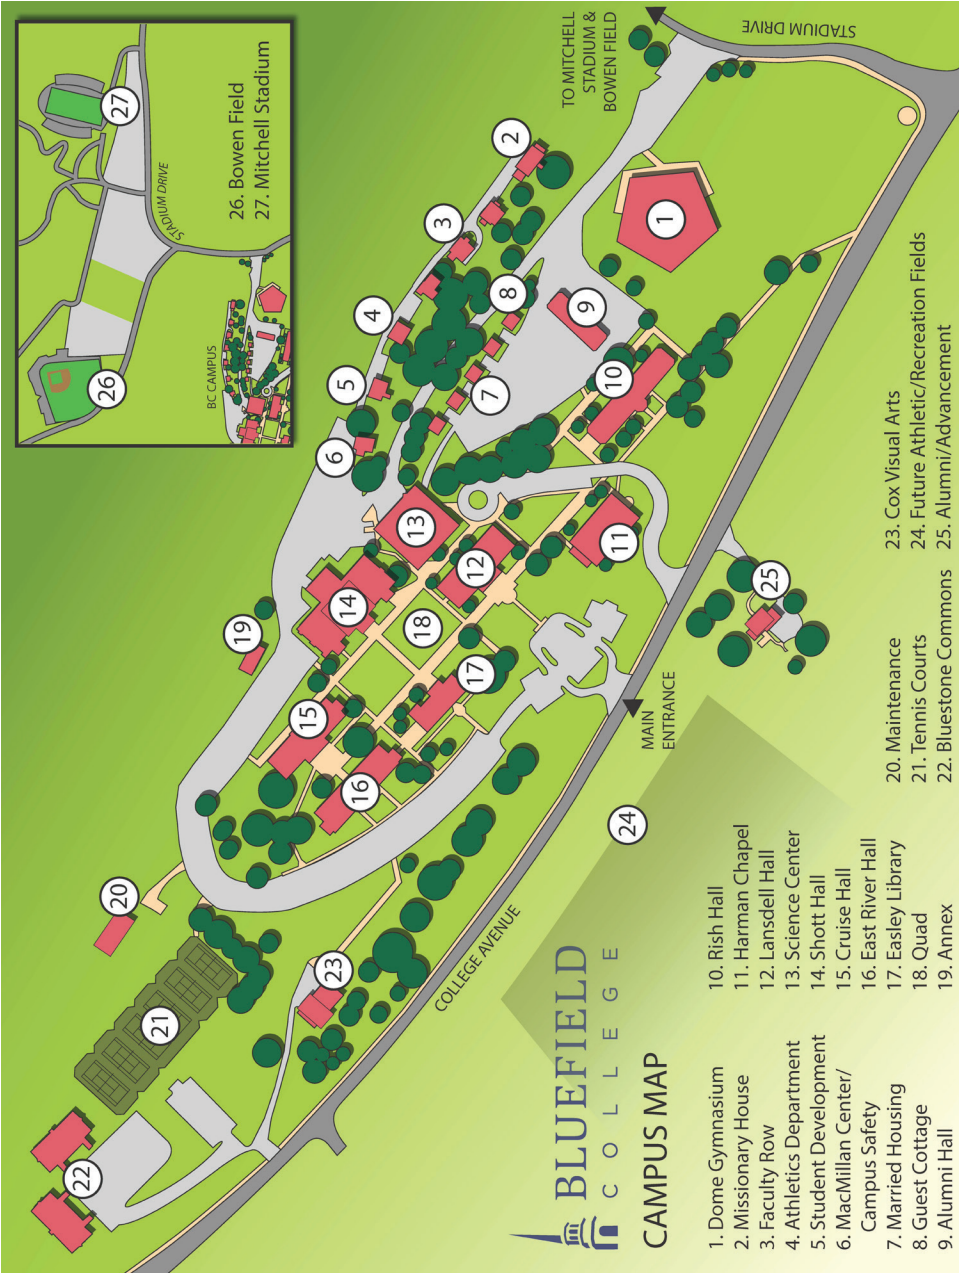 BLUEFIELD
COLLEGE
CAMPUS MAP
1. Dome Gymnasium
2. Missionary House
3. Faculty Row
4. Athletics Department
5. Student Development
6. MacMillan Center/
Campus Safety
7. Married Housing
8. Guest Cottage
9. Alumni Hall
10. Rish Hall
11. Harman Chapel
12. Lansdell Hall
13. Science Center
14. Shott Hall
15. Cruise Hall
16. East River Hall
17. Easley Library
18. Quad
19. Annex
20. Maintenance
21. Tennis Courts
22. Bluestone Commons
23. Cox Visual Arts
24. Future Athletic/Recreation Fields
25. Alumni/Advancement
26. Bowen Field
27. Mitchell Stadium
STADIUM DRIVE
BC CAMPUS
26
27
TO MITCHELL
STADIUM &
BOWEN FIELD
STADIUM DRIVE
COLLEGE AVENUE
MAIN
ENTRANCE
1
2
3
4
5
6
7
8
9
10
11
12
13
14
15
16
17
18
19
20
21
22
23
24
25